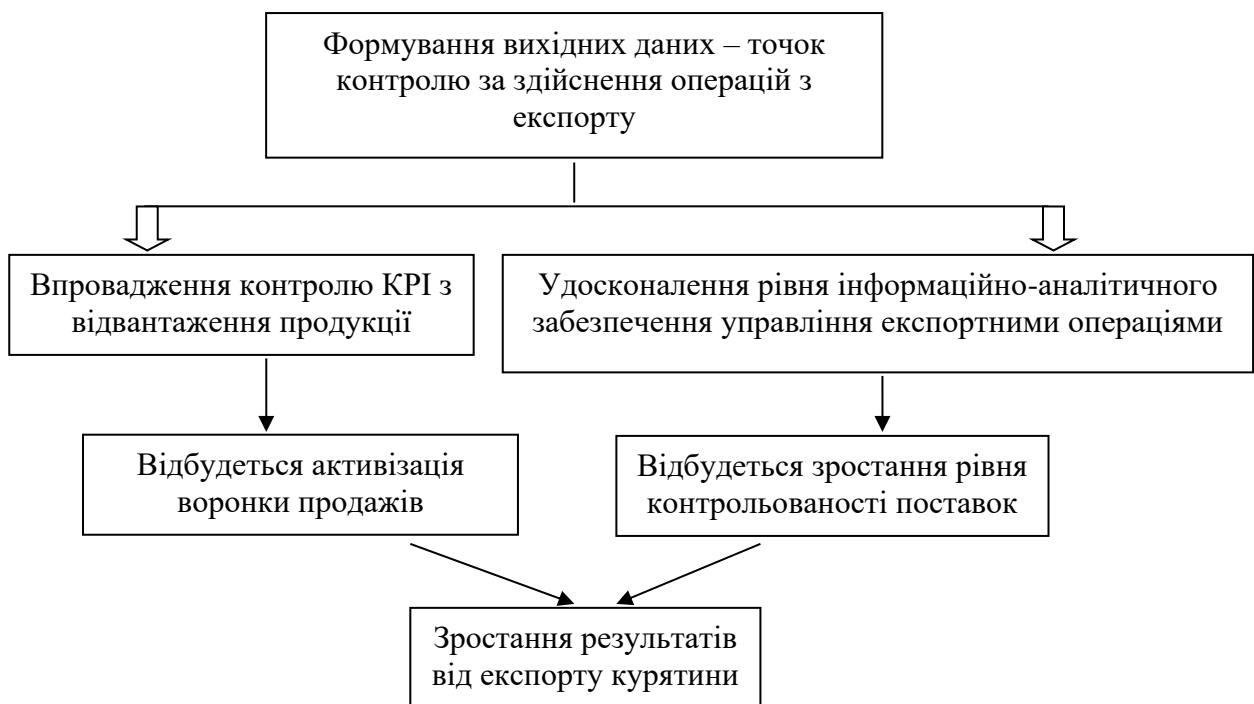 Формування вихідних даних – точок
контролю за здійснення операцій з
експорту
Впровадження контролю КРІ з
відвантаження продукції
Удосконалення рівня інформаційно-аналітичного
забезпечення управління експортними операціями
Відбудеться активізація
воронки продажів
Відбудеться зростання рівня
контрольованості поставок
Зростання результатів
від експорту курятини